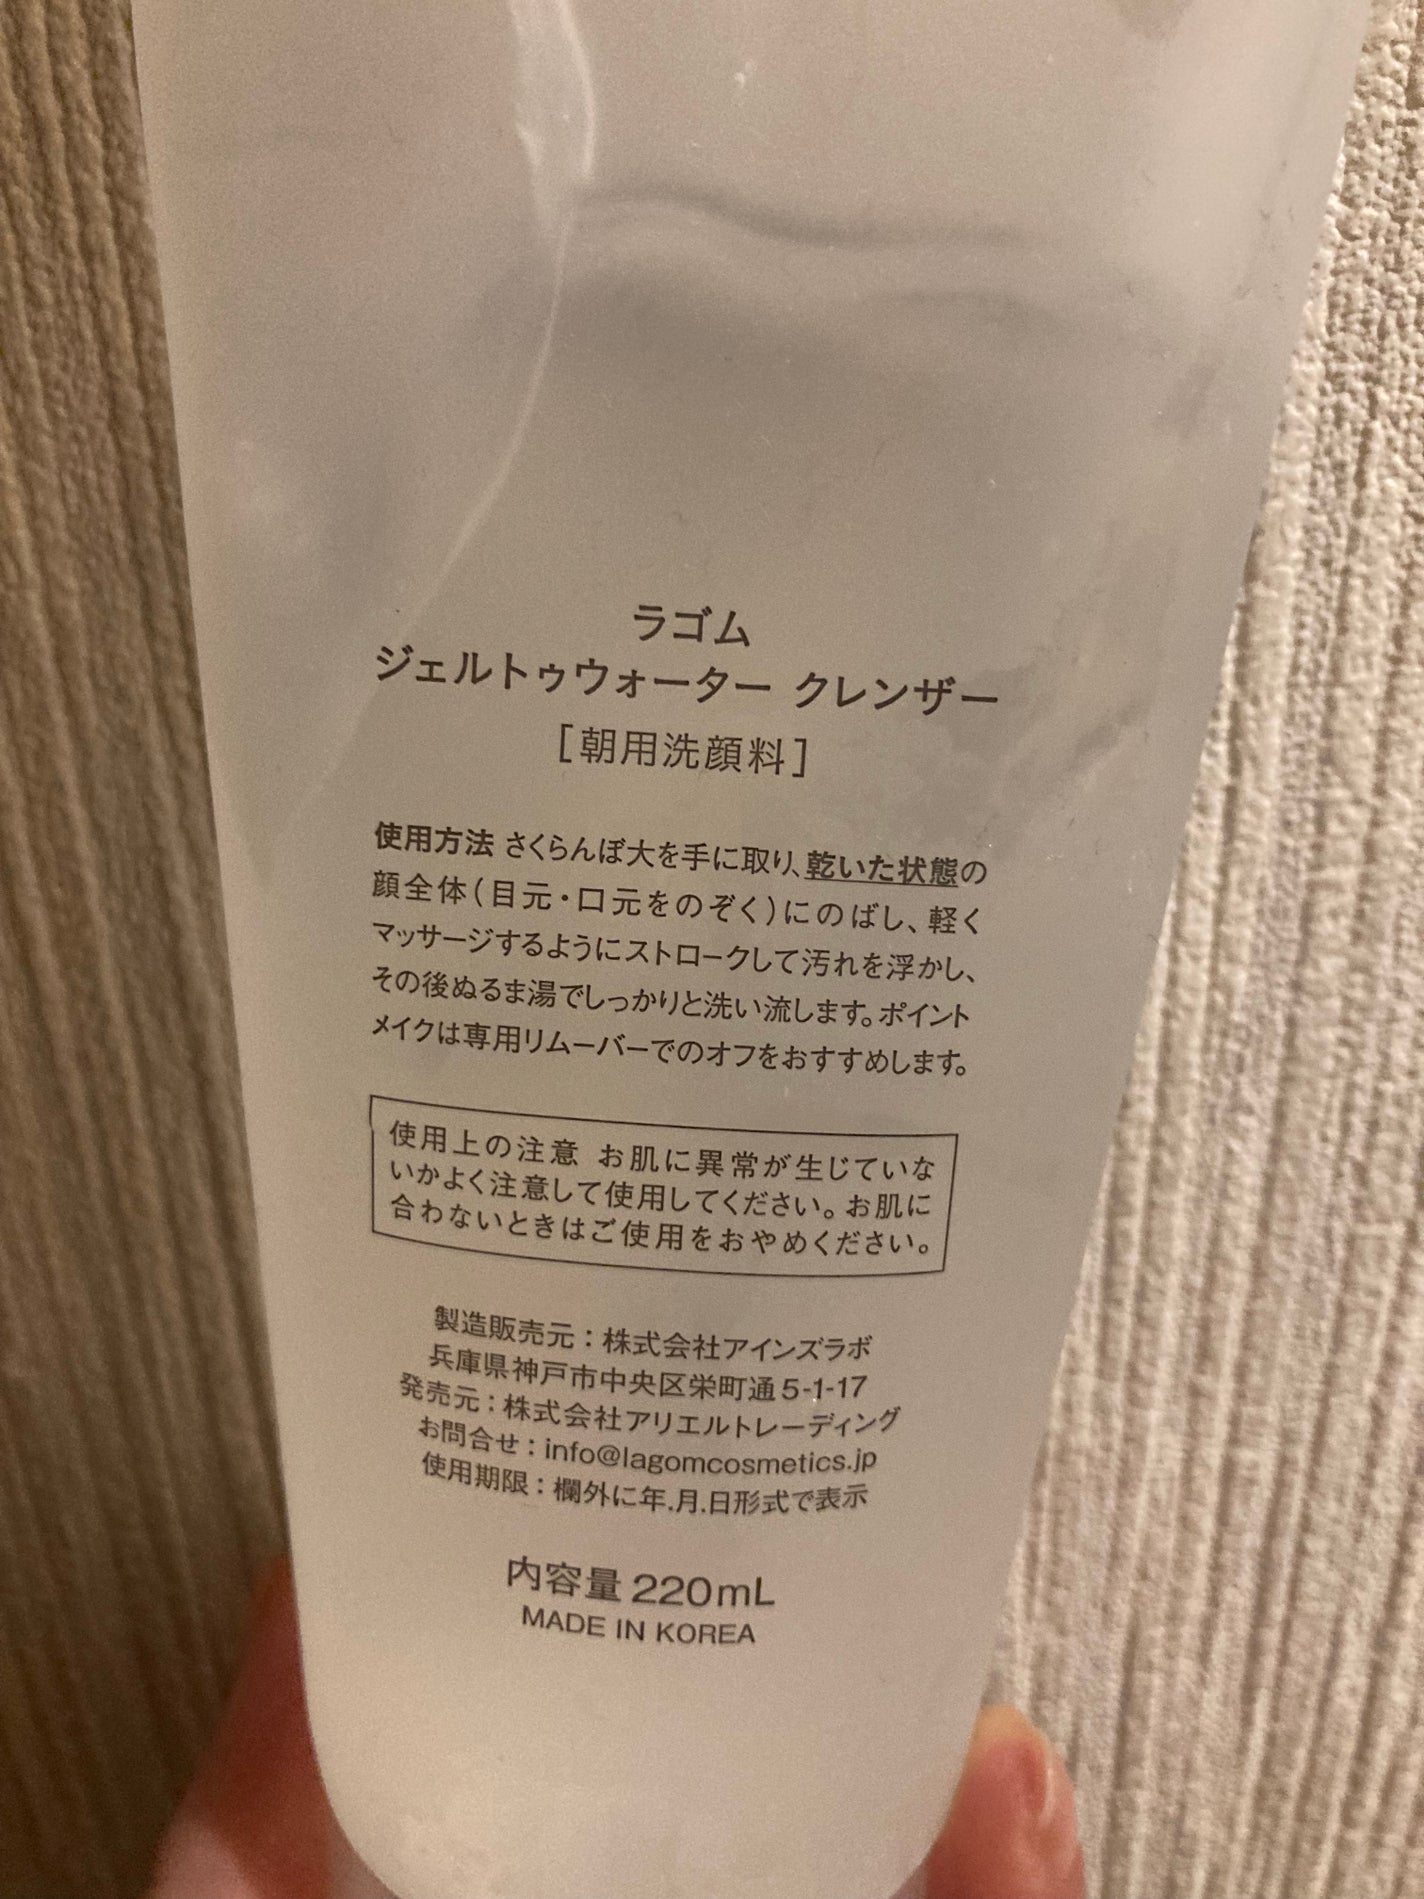 ラゴム
ジェルトゥウォーター クレンザー
[朝用洗顔料]
使用方法 さくらんぼ大を手に取り、乾いた状態の
顔全体(目元・口元をのぞく)にのばし、軽く
マッサージするようにストロークして汚れを浮かし、
その後ぬるま湯でしっかりと洗い流します。ポイント
メイクは専用リムーバーでのオフをおすすめします。
使用上の注意 お肌に異常が生じていな
いかよく注意して使用してください。お肌に
合わないときはご使用をおやめください。
製造販売元：株式会社アインズラボ
兵庫県神戸市中央区栄町通5-1-17
発売元：株式会社アリエルトレーディング
お問合せ：info@lagomcosmetics.jp
使用期限：欄外に年.月.日形式で表示
内容量 220mL
MADE IN KOREA